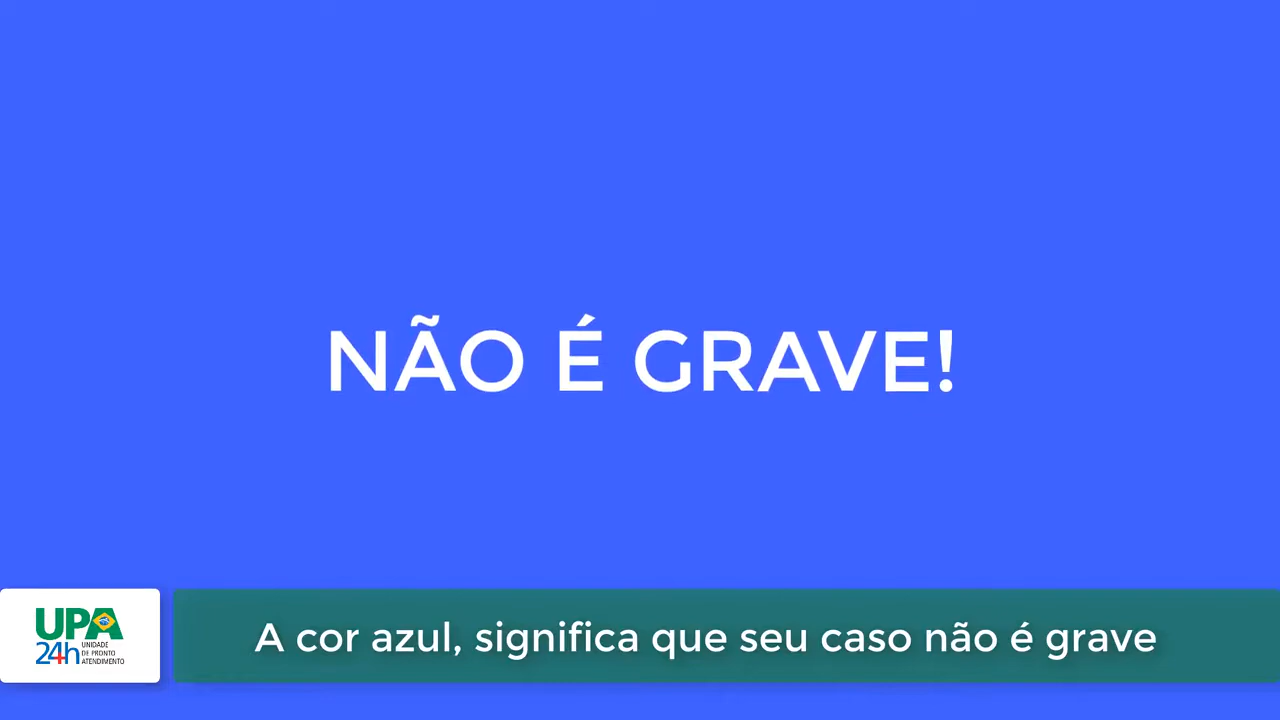 NÃO É GRAVE!
UPA
24h UNIDADE
DE PRONTO
ATENDIMENTO
A cor azul, significa que seu caso não é grave